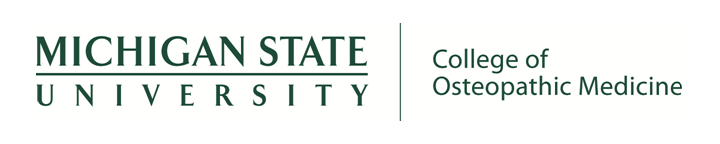 MICHIGAN STATE
UNIVERSITY
College of
Osteopathic Medicine